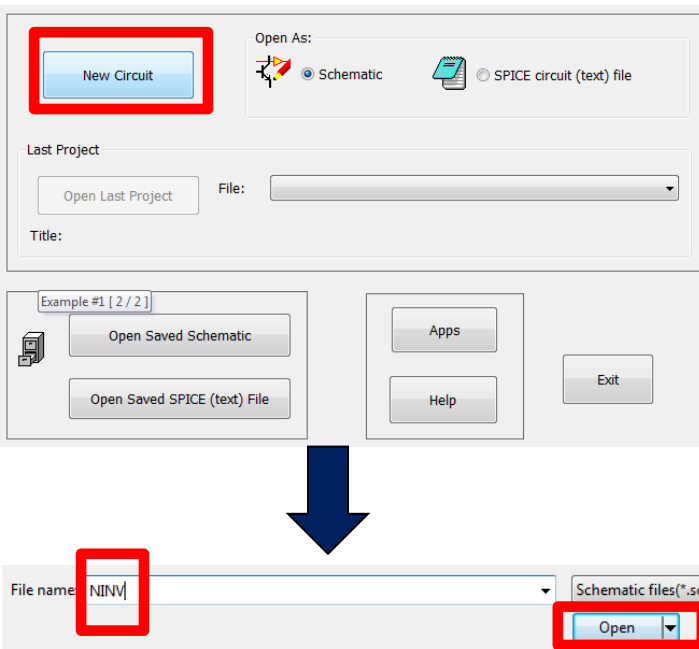 Open As:
New Circuit
Schematic
SPICE circuit (text) file
Last Project
Open Last Project
File:
Title:
Example #1 [ 2 / 2 ]
Open Saved Schematic
Apps
Exit
Open Saved SPICE (text) File
Help
File name:
NINV
Schematic files(*.s
Open